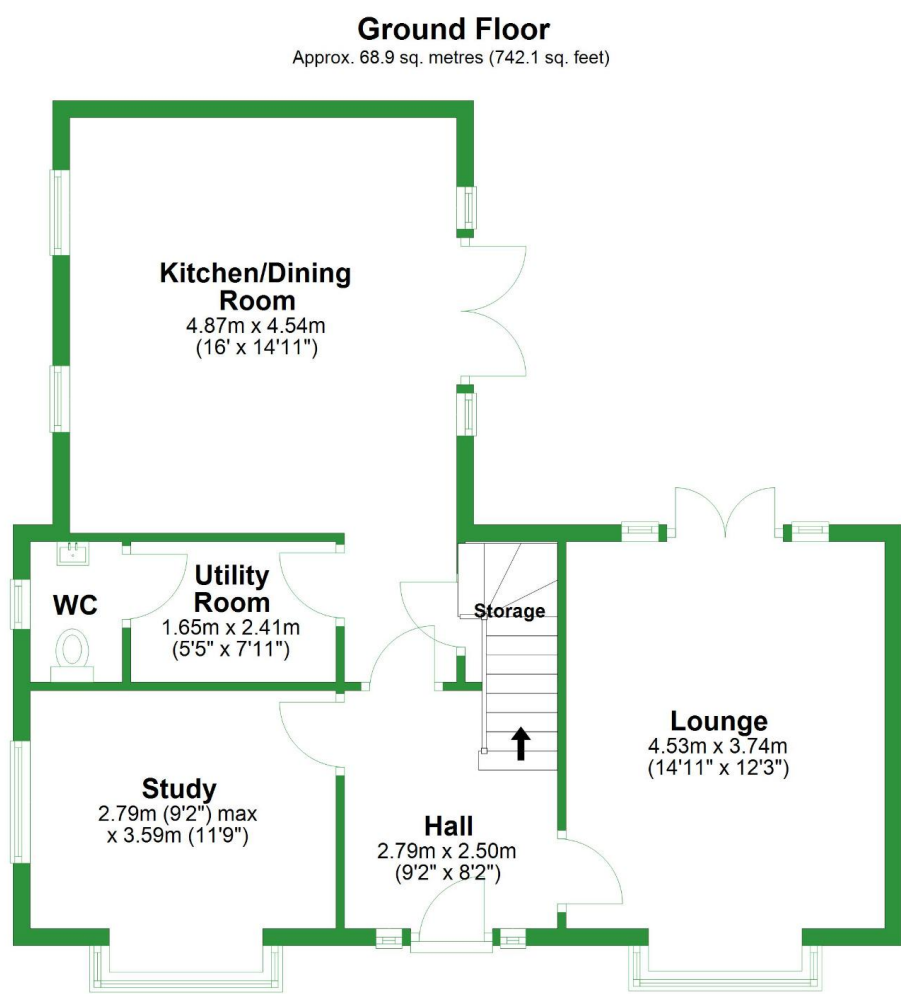 Ground Floor
Approx. 68.9 sq. metres (742.1 sq. feet)
Kitchen/Dining
Room
4.87m x 4.54m
(16' x 14'11")
WC
Utility
Room
1.65m x 2.41m
(5'5" x 7'11")
Storage
Lounge
4.53m x 3.74m
(14'11" x 12'3")
Study
2.79m (9'2") max
x 3.59m (11'9")
Hall
2.79m x 2.50m
(9'2" x 8'2")